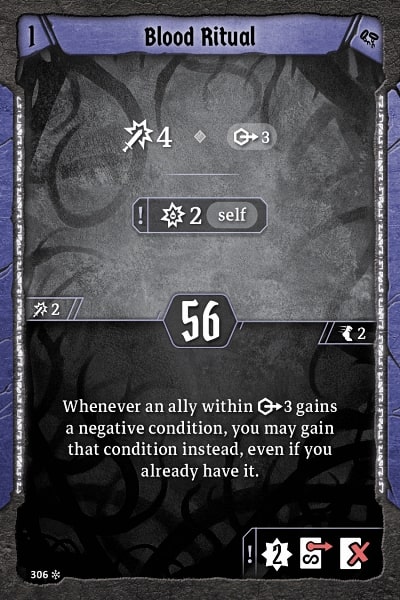 1 Blood Ritual
4 3
! 2 self
2 56 2
Whenever an ally within 3 gains
a negative condition, you may gain
that condition instead, even if you
already have it.
! 2
306